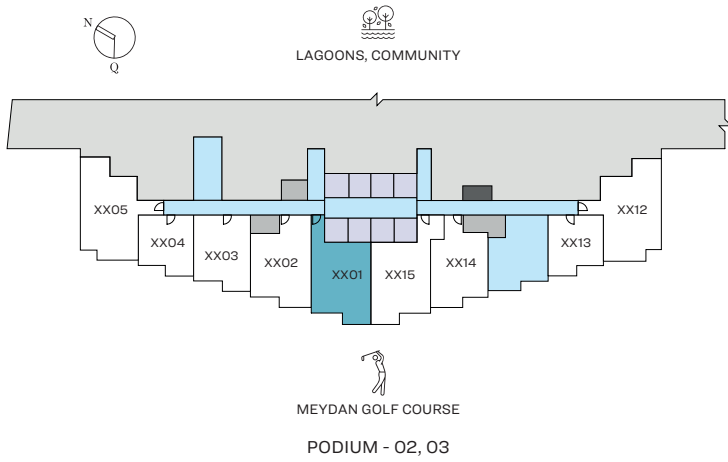 N
Q
LAGOONS, COMMUNITY
XX05
XX12
XX04
XX03
XX02
XX01
XX15
XX14
XX13
MEYDAN GOLF COURSE
PODIUM - 02, 03